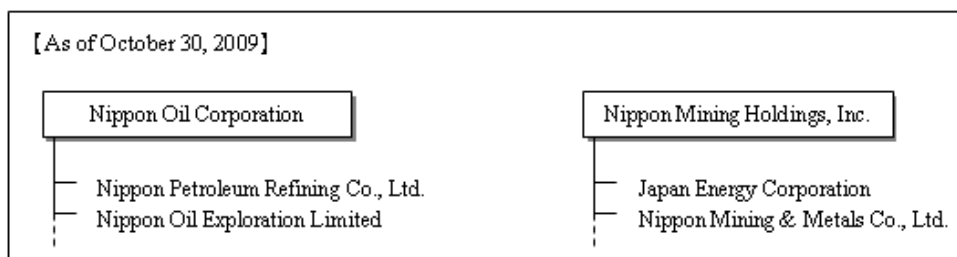 【As of October 30, 2009】
Nippon Oil Corporation
Nippon Petroleum Refining Co., Ltd.
Nippon Oil Exploration Limited
Nippon Mining Holdings, Inc.
Japan Energy Corporation
Nippon Mining & Metals Co., Ltd.